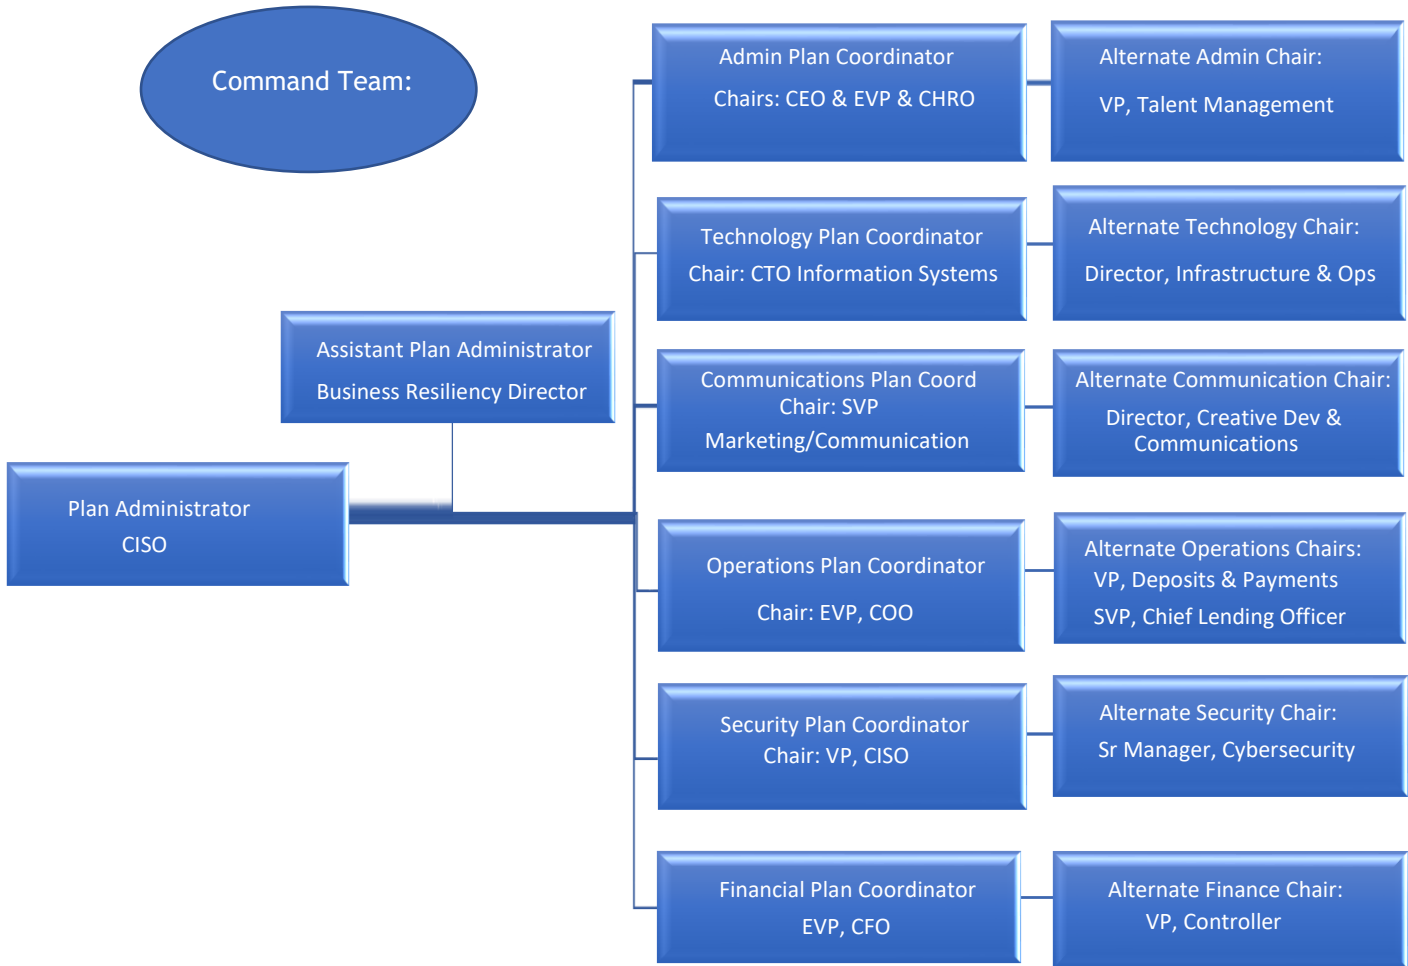 Command Team:
Admin Plan Coordinator
Chairs: CEO & EVP & CHRO
Alternate Admin Chair:
VP, Talent Management
Technology Plan Coordinator
Chair: CTO Information Systems
Alternate Technology Chair:
Director, Infrastructure & Ops
Assistant Plan Administrator
Business Resiliency Director
Communications Plan Coord
Chair: SVP
Marketing/Communication
Alternate Communication Chair:
Director, Creative Dev &
Communications
Plan Administrator
CISO
Operations Plan Coordinator
Chair: EVP, COO
Alternate Operations Chairs:
VP, Deposits & Payments
SVP, Chief Lending Officer
Security Plan Coordinator
Chair: VP, CISO
Alternate Security Chair:
Sr Manager, Cybersecurity
Financial Plan Coordinator
EVP, CFO
Alternate Finance Chair:
VP, Controller